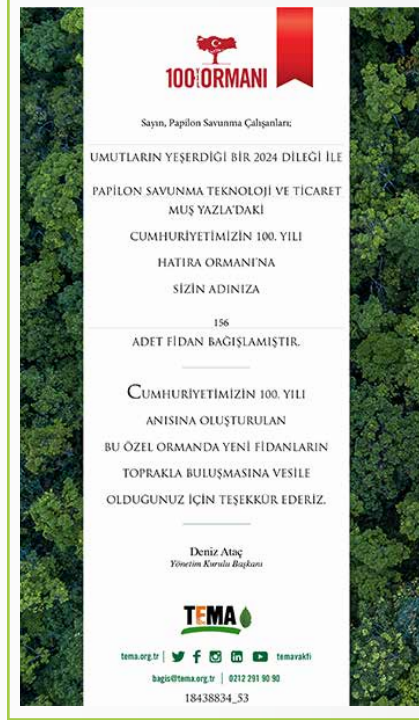 100.YIL ORMANI
Sayın, Papilon Savunma Çalışanları;
UMUTLARIN YEŞERDİĞİ BİR 2024 DİLEĞİ İLE
PAPİLON SAVUNMA TEKNOLOJİ VE TİCARET
MUŞ YAZLA'DAKİ
CUMHURİYETİMİZİN 100. YILI
HATIRA ORMANI'NA
SİZİN ADINIZA
156
ADET FİDAN BAĞIŞLAMIŞTIR.
CUMHURİYETİMİZİN 100. YILI
ANISINA OLUŞTURULAN
BU ÖZEL ORMANDA YENİ FİDANLARIN
TOPRAKLA BULUŞMASINA VESİLE
OLDUGUNUZ İÇİN TEŞEKKÜR EDERİZ.
Deniz Ataç
Yönetim Kurulu Başkanı
TEMA
tema.org.tr | temavakfi
bagis@tema.org.tr | 0212 291 90 90
18438834_53